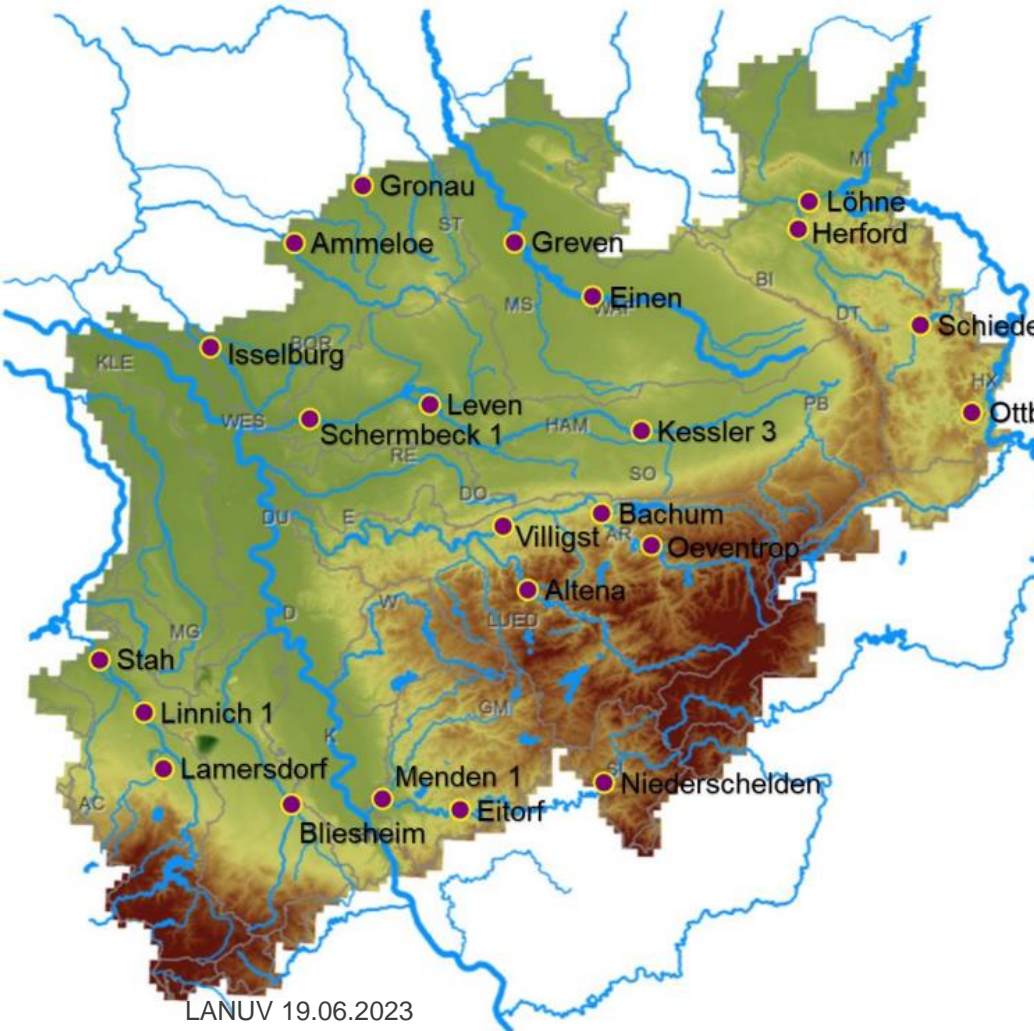 MI
Gronau
Löhne
ST
Herford
Ammeloe
Greven
BI
Einen
MS
WAF
DT
Schiede
BOR
Isselburg
KLE
HX
Leven
PB
Ottb
WES
Schermbeck 1
HAM
Kessler 3
RE
SO
DO
DU
E
Bachum
Villigst
AR
Oeventrop
Altena
W
D
LUED
MG
Stah
GM
Linnich 1
K
Lamersdorf
SI
Menden 1
Niederschelden
AC
Eitorf
Bliesheim
LANUV 19.06.2023